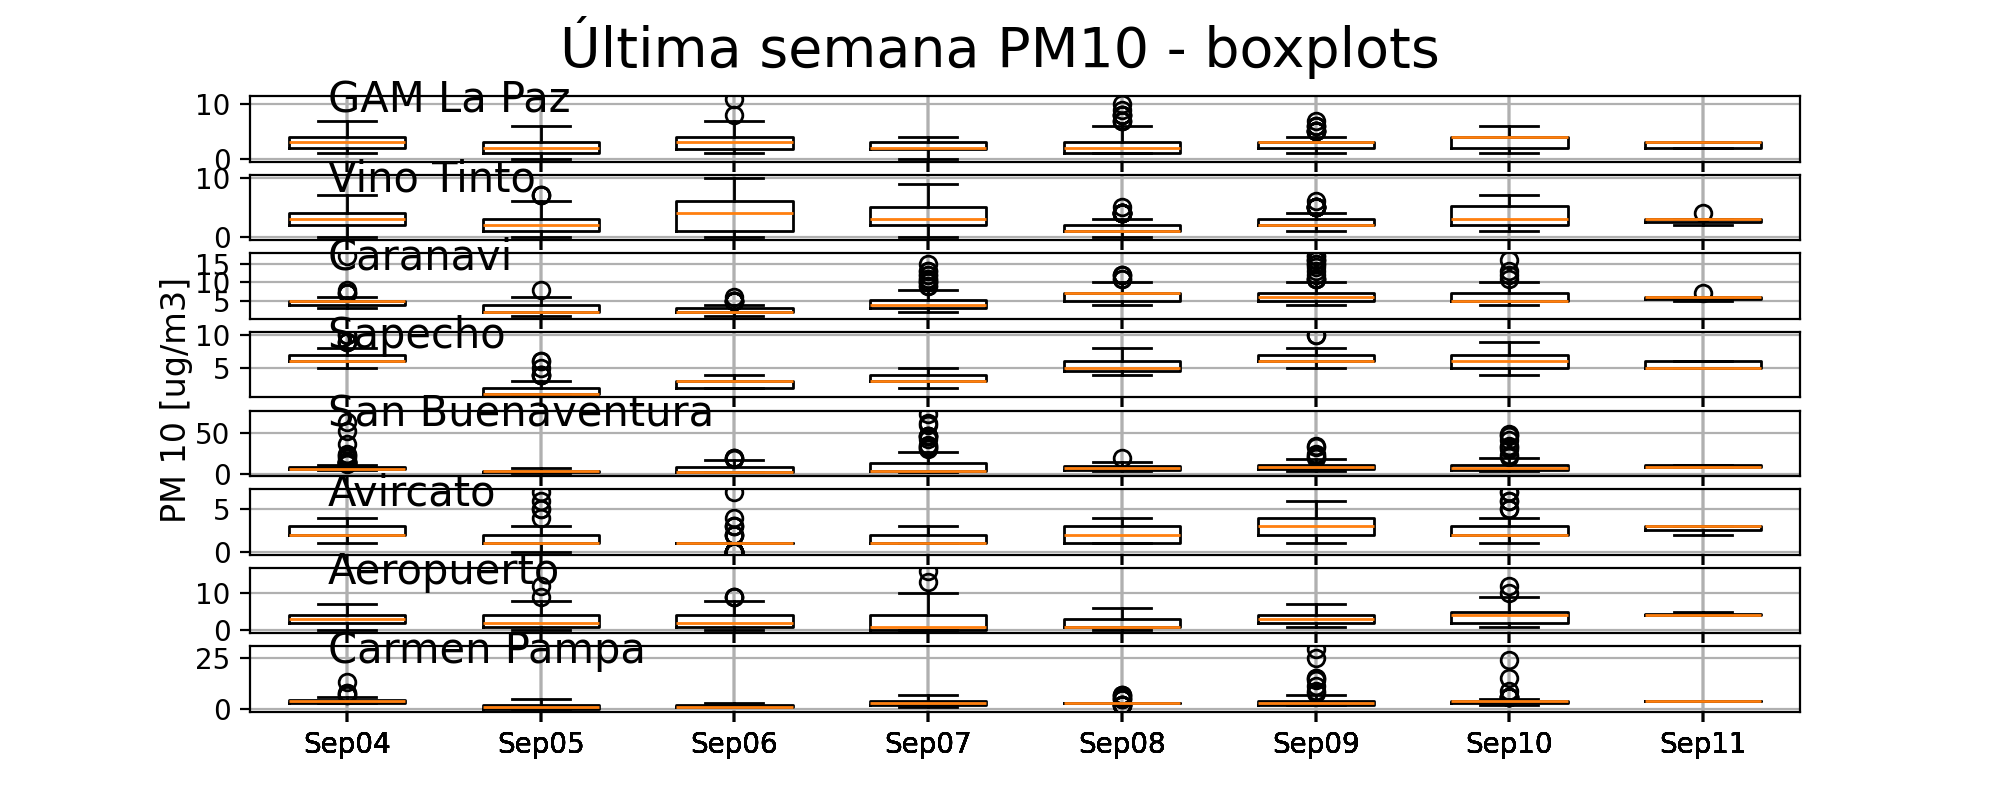 Última semana PM10 - boxplots
PM 10 [ug/m3]
GAM La Paz
10
0
Vino Tinto
10
0
Caranavi
15
10
5
Sapecho
10
5
San Buenaventura
50
0
Avircato
5
0
Aeropuerto
10
0
Carmen Pampa
25
0
Sep04 Sep05 Sep06 Sep07 Sep08 Sep09 Sep10 Sep11